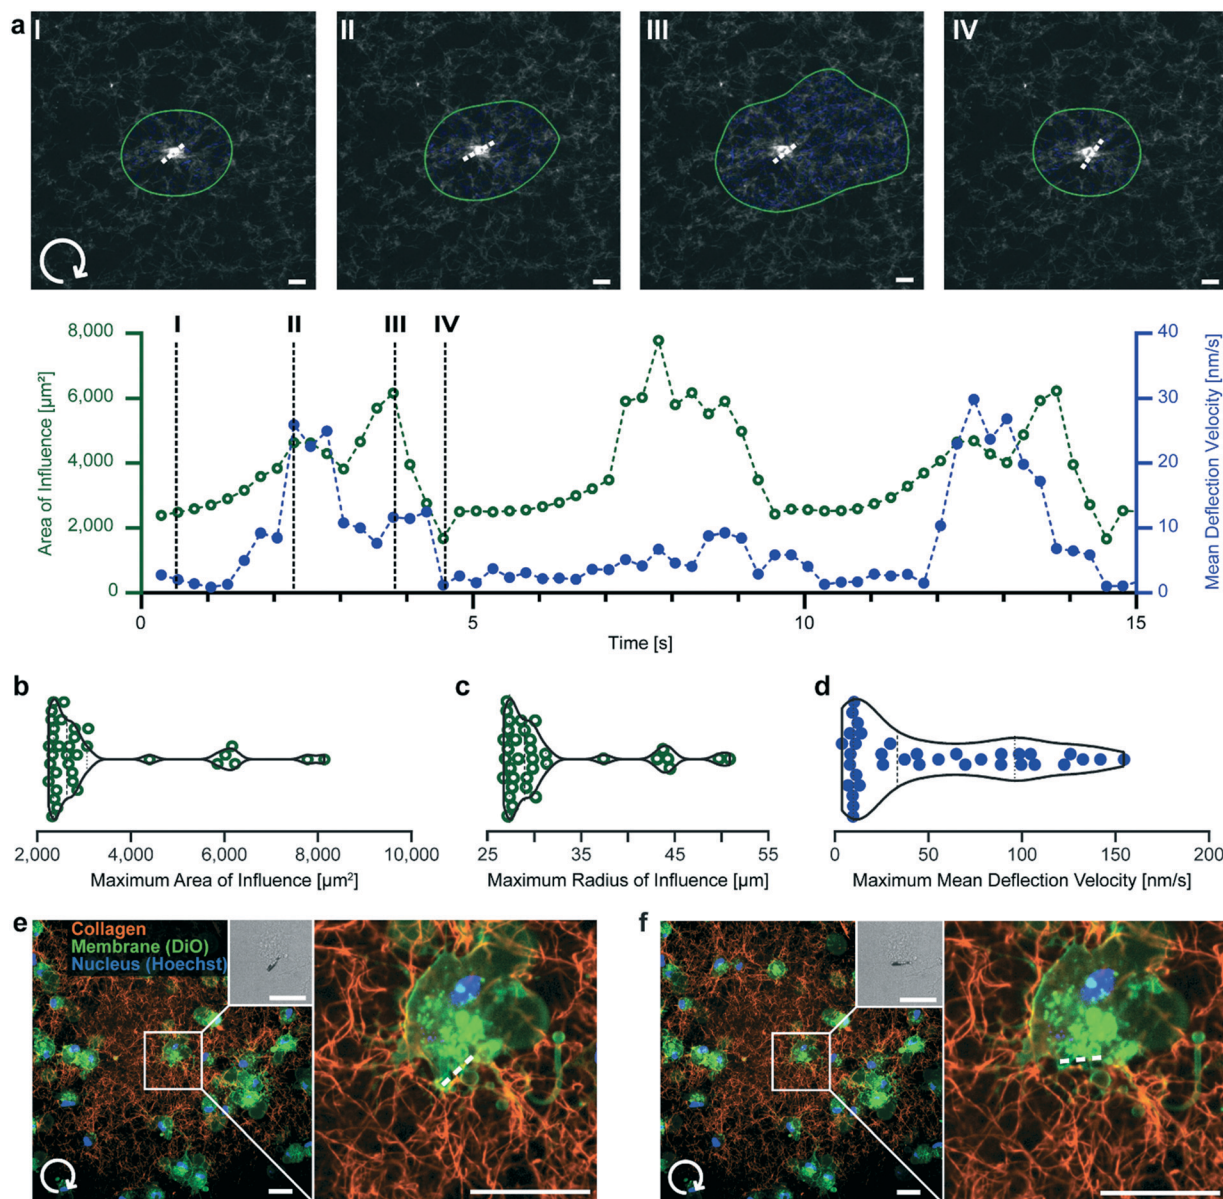 a
I
II
III
IV
I
II
III
IV
8,000
6,000
4,000
2,000
0
Area of Influence [µm²]
40
30
20
10
0
Mean Deflection Velocity [nm/s]
0
5
10
15
Time [s]
b
2,000
4,000
6,000
8,000
10,000
Maximum Area of Influence [µm²]
c
25
35
45
55
Maximum Radius of Influence [µm]
d
0
50
100
150
200
Maximum Mean Deflection Velocity [nm/s]
e
Collagen
Membrane (DiO)
Nucleus (Hoechst)
f